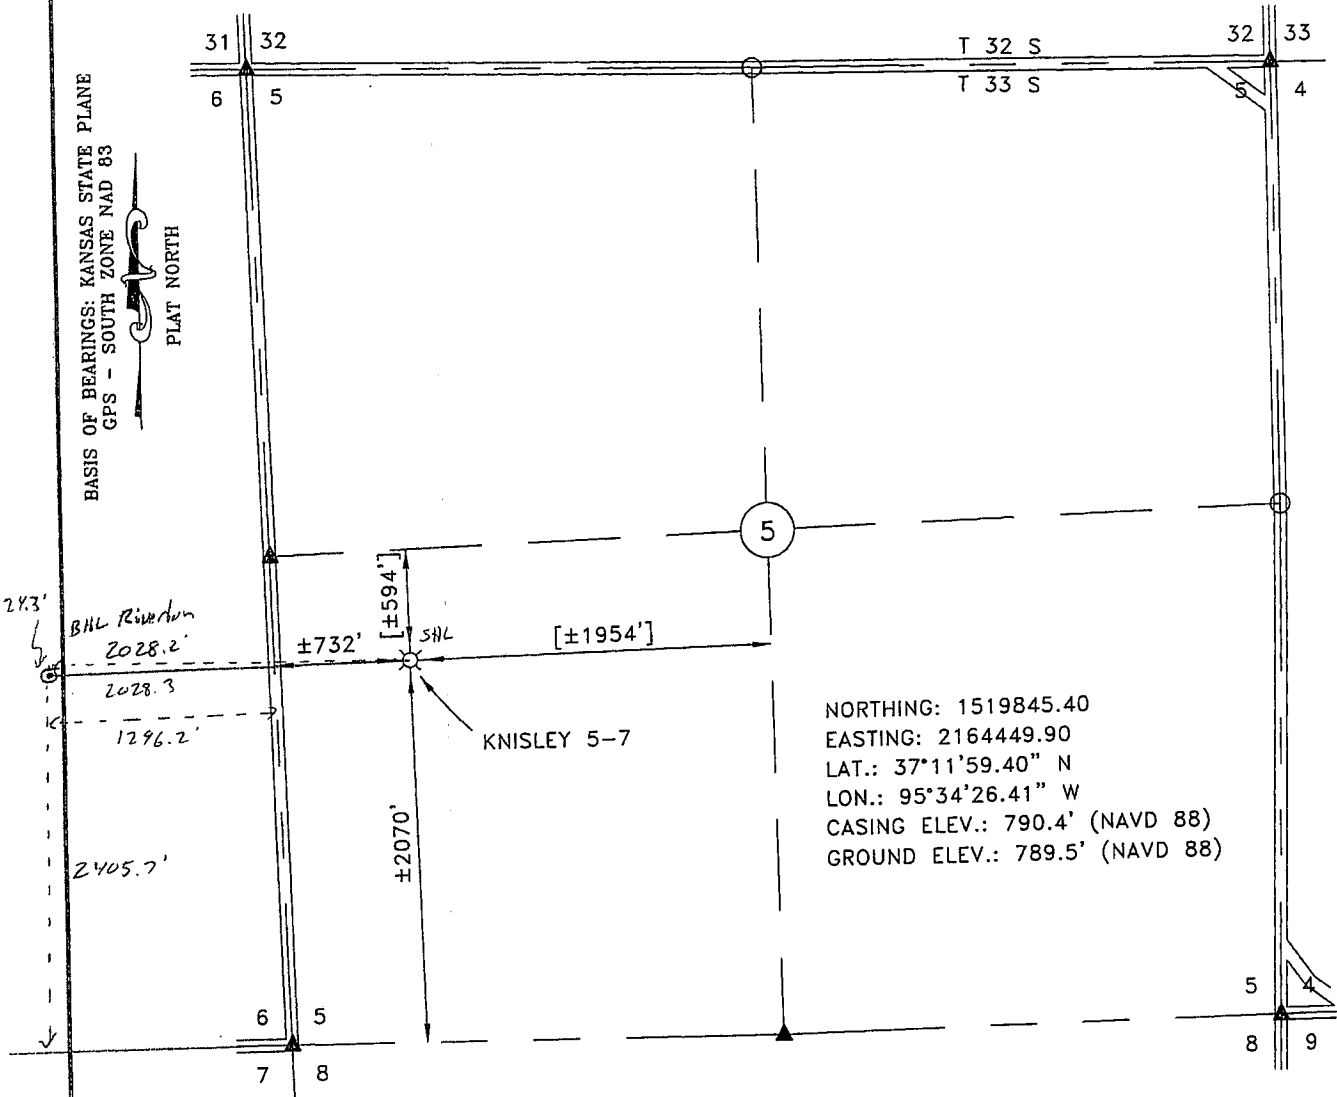 31 32
32 33
T 32 S
T 33 S
6 5
5 4
BASIS OF BEARINGS: KANSAS STATE PLANE
GPS - SOUTH ZONE NAD 83
PLAT NORTH
5
[±594']
24.3'
BHL Riverton
2028.2'
±732'
SHL
[±1954']
2028.3
1296.2'
KNISLEY 5-7
NORTHING: 1519845.40
EASTING: 2164449.90
LAT.: 37°11'59.40" N
LON.: 95°34'26.41" W
CASING ELEV.: 790.4' (NAVD 88)
GROUND ELEV.: 789.5' (NAVD 88)
±2070'
2405.7'
6 5
5 4
7 8
8 9